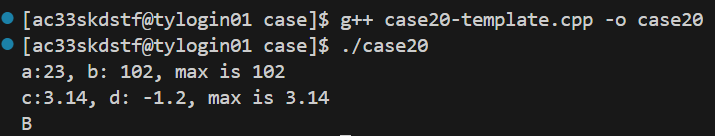 [ac33skdstf@tylogin01 case]$ g++ case20-template.cpp -o case20
[ac33skdstf@tylogin01 case]$ ./case20
a:23, b: 102, max is 102
c:3.14, d: -1.2, max is 3.14
B